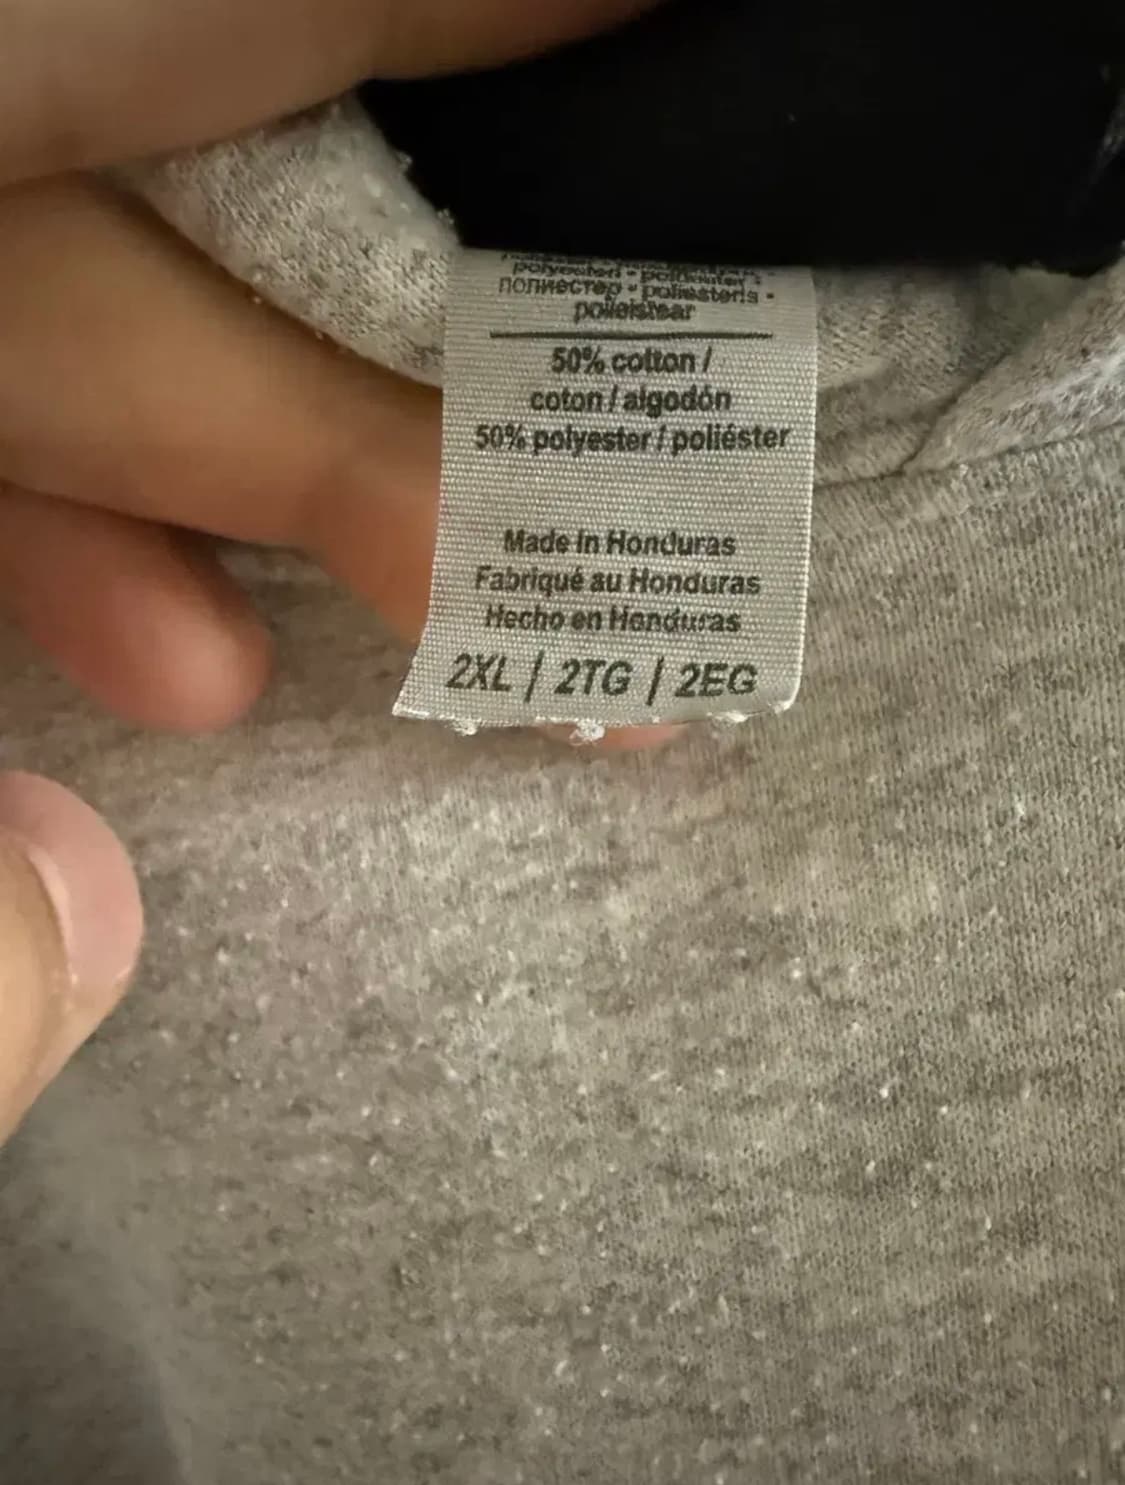 полиестер • poliesteris •
poileistear
50% cotton /
coton / algodón
50% polyester / poliéster
Made in Honduras
Fabriqué au Honduras
Hecho en Honduras
2XL / 2TG / 2EG